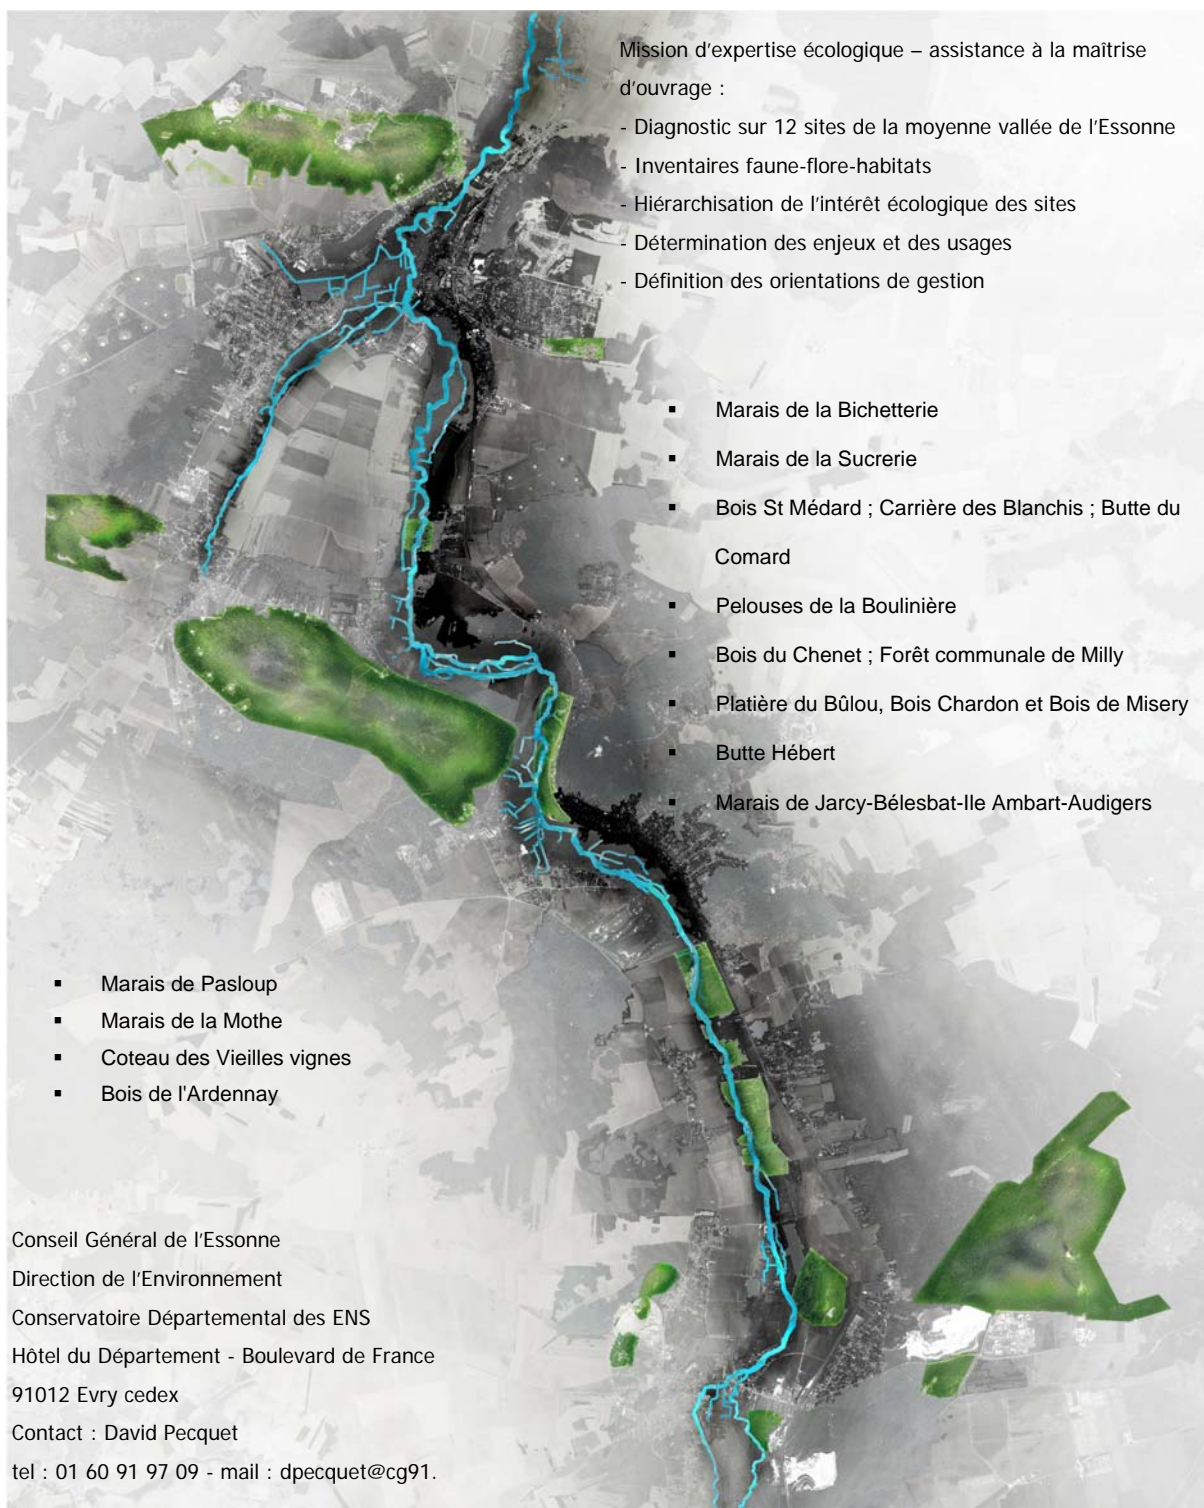 Mission d'expertise écologique – assistance à la maîtrise
d'ouvrage :
- Diagnostic sur 12 sites de la moyenne vallée de l'Essonne
- Inventaires faune-flore-habitats
- Hiérarchisation de l'intérêt écologique des sites
- Détermination des enjeux et des usages
- Définition des orientations de gestion
▪ Marais de la Bichetterie
▪ Marais de la Sucrerie
▪ Bois St Médard ; Carrière des Blanchis ; Butte du
Comard
▪ Pelouses de la Boulinière
▪ Bois du Chenet ; Forêt communale de Milly
▪ Platière du Bûlou, Bois Chardon et Bois de Misery
▪ Butte Hébert
▪ Marais de Jarcy-Bélesbat-Ile Ambart-Audigers
▪ Marais de Pasloup
▪ Marais de la Mothe
▪ Coteau des Vieilles vignes
▪ Bois de l'Ardennay
Conseil Général de l'Essonne
Direction de l'Environnement
Conservatoire Départemental des ENS
Hôtel du Département - Boulevard de France
91012 Evry cedex
Contact : David Pecquet
tel : 01 60 91 97 09 - mail : dpecquet@cg91.